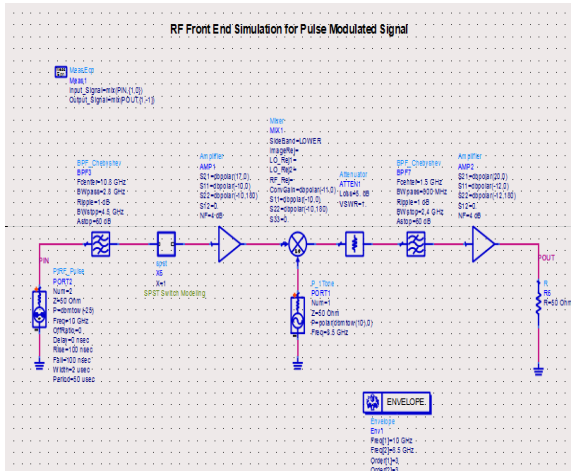 RF Front End Simulation for Pulse Modulated Signal
MeasEqn
Meas1
Input_Signal=mix(PIN,{1,0})
Output_Signal=mix(POUT,{1,-1})
BPF_Chebyshev
BPF3
Fcenter=10.8 GHz
BWpass=2.8 GHz
Ripple=1 dB
BWstop=4.5 GHz
Astop=60 dB
spst
X5
X=1
SPST Switch Modeling
Amplifier
AMP1
S21=dbpolar(17,0)
S11=dbpolar(-10,0)
S22=dbpolar(-10,180)
S12=0
NF=4 dB
Mixer
MIX1
SideBand=LOWER
ImageRej=
LO_Rej1=
LO_Rej2=
RF_Rej=
ConvGain=dbpolar(-11,0)
S11=dbpolar(-10,0)
S22=dbpolar(-10,180)
S33=0
Attenuator
ATTEN1
Loss=5. dB
VSWR=1.
BPF_Chebyshev
BPF7
Fcenter=1.5 GHz
BWpass=900 MHz
Ripple=1 dB
BWstop=2.4 GHz
Astop=60 dB
Amplifier
AMP2
S21=dbpolar(20,0)
S11=dbpolar(-12,0)
S22=dbpolar(-12,180)
S12=0
NF=4 dB
PIN
PtRF_Pulse
PORT2
Num=2
Z=50 Ohm
P=dbmtow(-25)
Freq=10 GHz
OffRatio=0
Delay=0 nsec
Rise=100 nsec
Fall=100 nsec
Width=2 usec
Period=50 usec
P_1Tone
PORT1
Num=1
Z=50 Ohm
P=polar(dbmtow(10),0)
Freq=8.5 GHz
POUT
R
R6
R=50 Ohm
ENVELOPE
Envelope
Env1
Freq[1]=10 GHz
Freq[2]=8.5 GHz
Order[1]=3